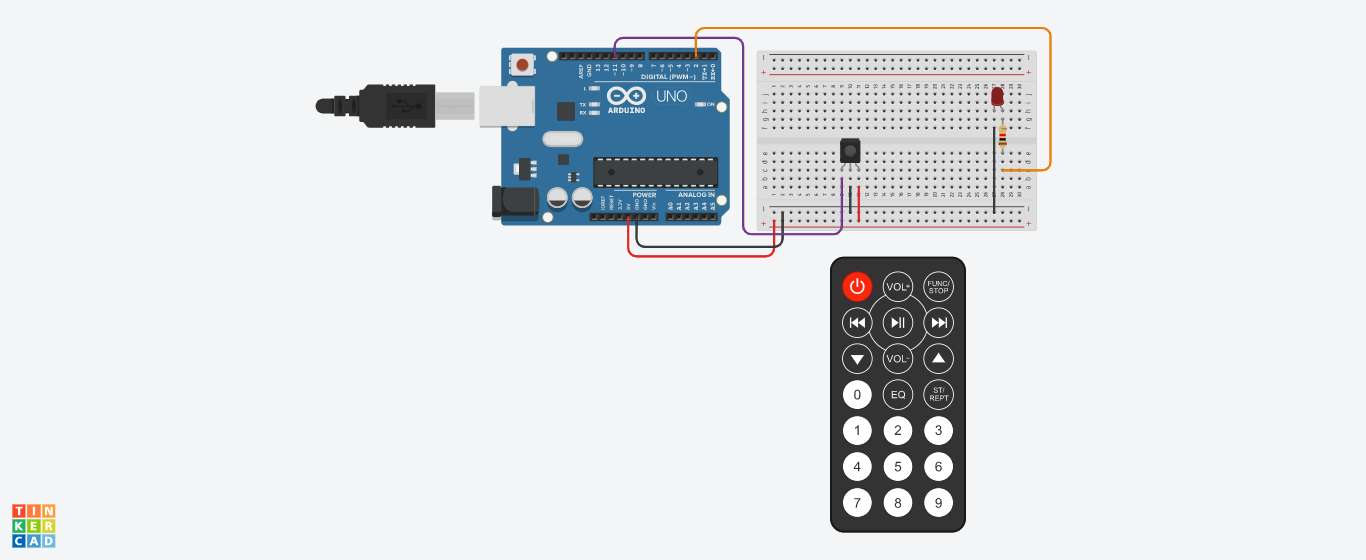 AREF
GND
13
12
~11
~10
~9
8
7
~6
~5
4
~3
2
TX→1
RX←0
DIGITAL (PWM~)
L
TX
RX
UNO
ON
ARDUINO
POWER
ANALOG IN
IOREF
RESET
3.3V
5V
GND
GND
Vin
A0
A1
A2
A3
A4
A5
VOL+
FUNC/
STOP
VOL-
0
EQ
ST/
REPT
1 2 3
4 5 6
7 8 9
TIN
KER
CAD